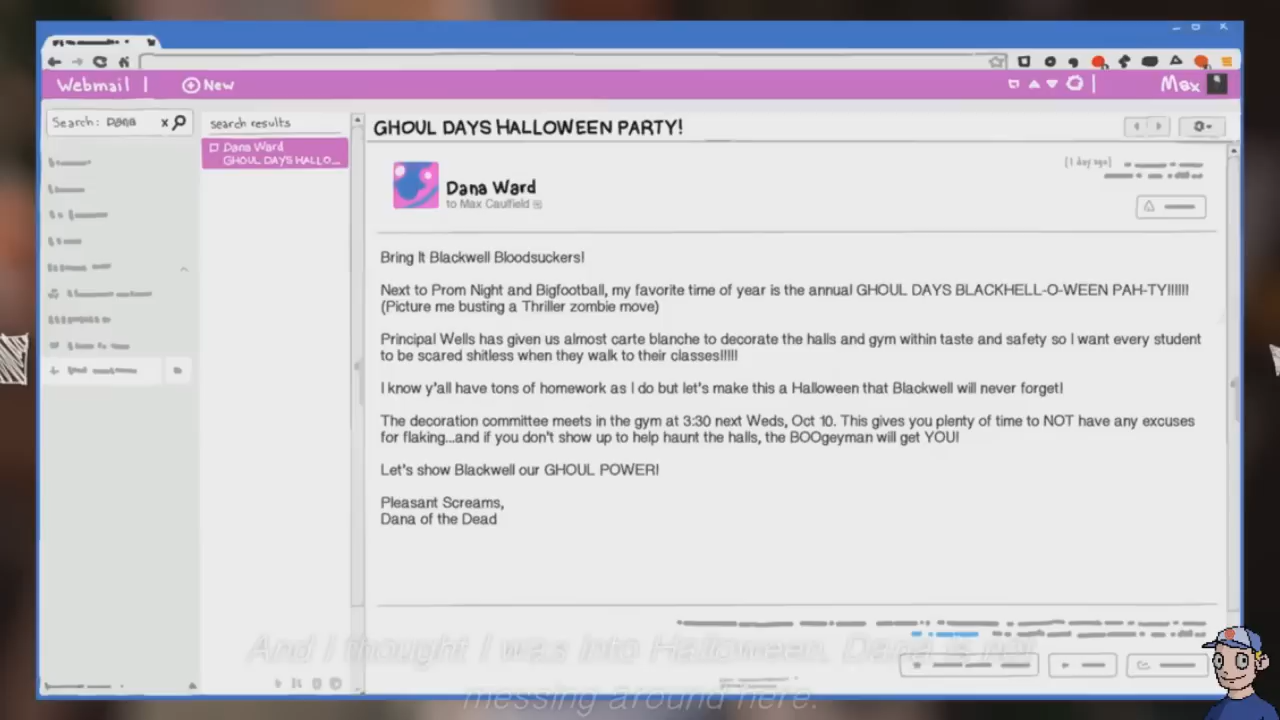 Webmail
New
Max
Search: Dana
x
search results
GHOUL DAYS HALLOWEEN PARTY!
Dana Ward
GHOUL DAYS HALLO...
[1 day ago]
Dana Ward
to Max Caulfield
Bring It Blackwell Bloodsuckers!
Next to Prom Night and Bigfootball, my favorite time of year is the annual GHOUL DAYS BLACKHELL-O-WEEN PAH-TY!!!!!!
(Picture me busting a Thriller zombie move)
Principal Wells has given us almost carte blanche to decorate the halls and gym within taste and safety so I want every student
to be scared shitless when they walk to their classes!!!!!
I know y'all have tons of homework as I do but let's make this a Halloween that Blackwell will never forget!
The decoration committee meets in the gym at 3:30 next Weds, Oct 10. This gives you plenty of time to NOT have any excuses
for flaking...and if you don't show up to help haunt the halls, the BOOgeyman will get YOU!
Let's show Blackwell our GHOUL POWER!
Pleasant Screams,
Dana of the Dead
And I thought I was into Halloween. Dana is not
messing around here.